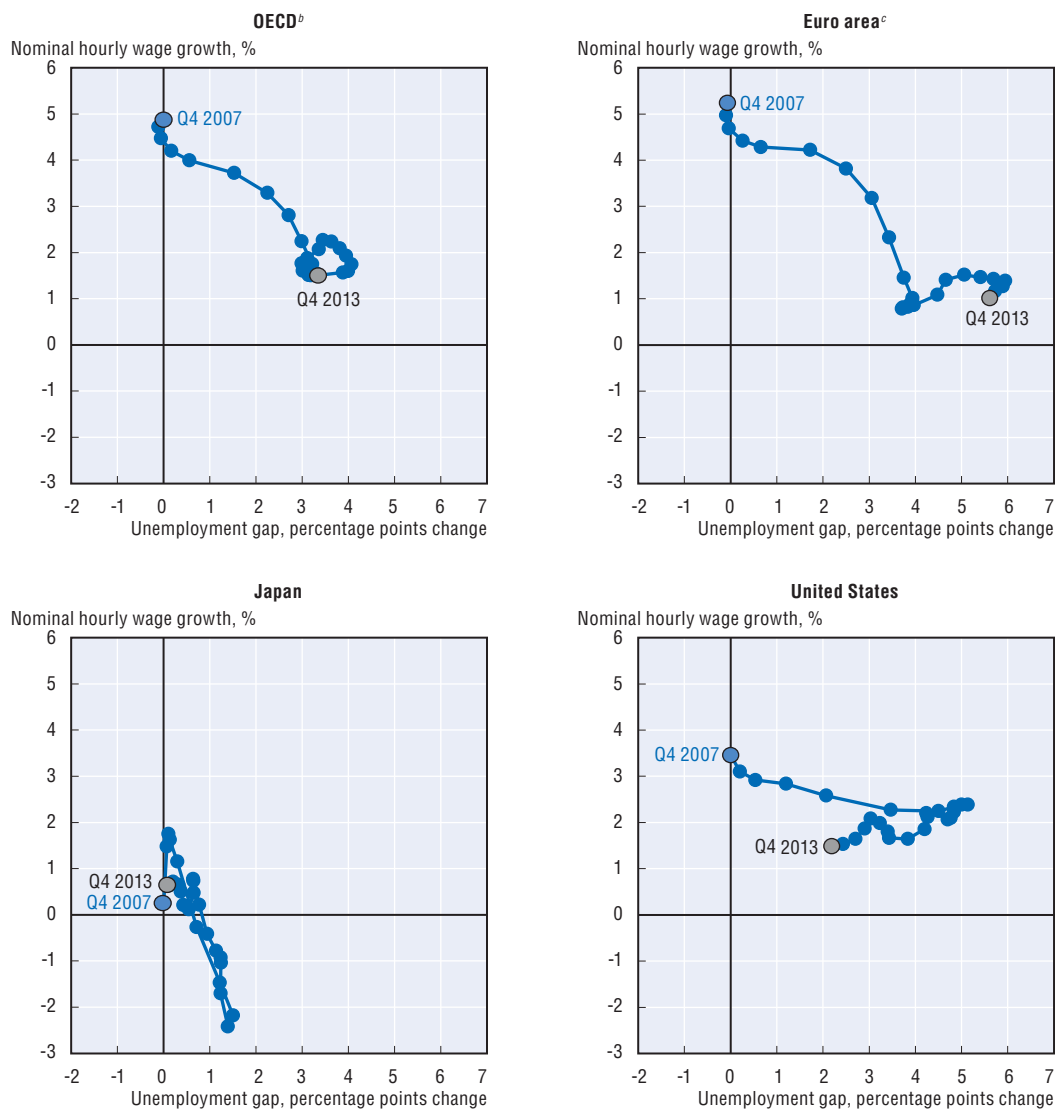 OECDᵇ
Nominal hourly wage growth, %
6
5
4
3
2
1
0
-1
-2
-3
Q4 2007
Q4 2013
-2 -1 0 1 2 3 4 5 6 7
Unemployment gap, percentage points change
Euro areaᶜ
Nominal hourly wage growth, %
6
5
4
3
2
1
0
-1
-2
-3
Q4 2007
Q4 2013
-2 -1 0 1 2 3 4 5 6 7
Unemployment gap, percentage points change
Japan
Nominal hourly wage growth, %
6
5
4
3
2
1
0
-1
-2
-3
Q4 2013
Q4 2007
-2 -1 0 1 2 3 4 5 6 7
Unemployment gap, percentage points change
United States
Nominal hourly wage growth, %
6
5
4
3
2
1
0
-1
-2
-3
Q4 2007
Q4 2013
-2 -1 0 1 2 3 4 5 6 7
Unemployment gap, percentage points change